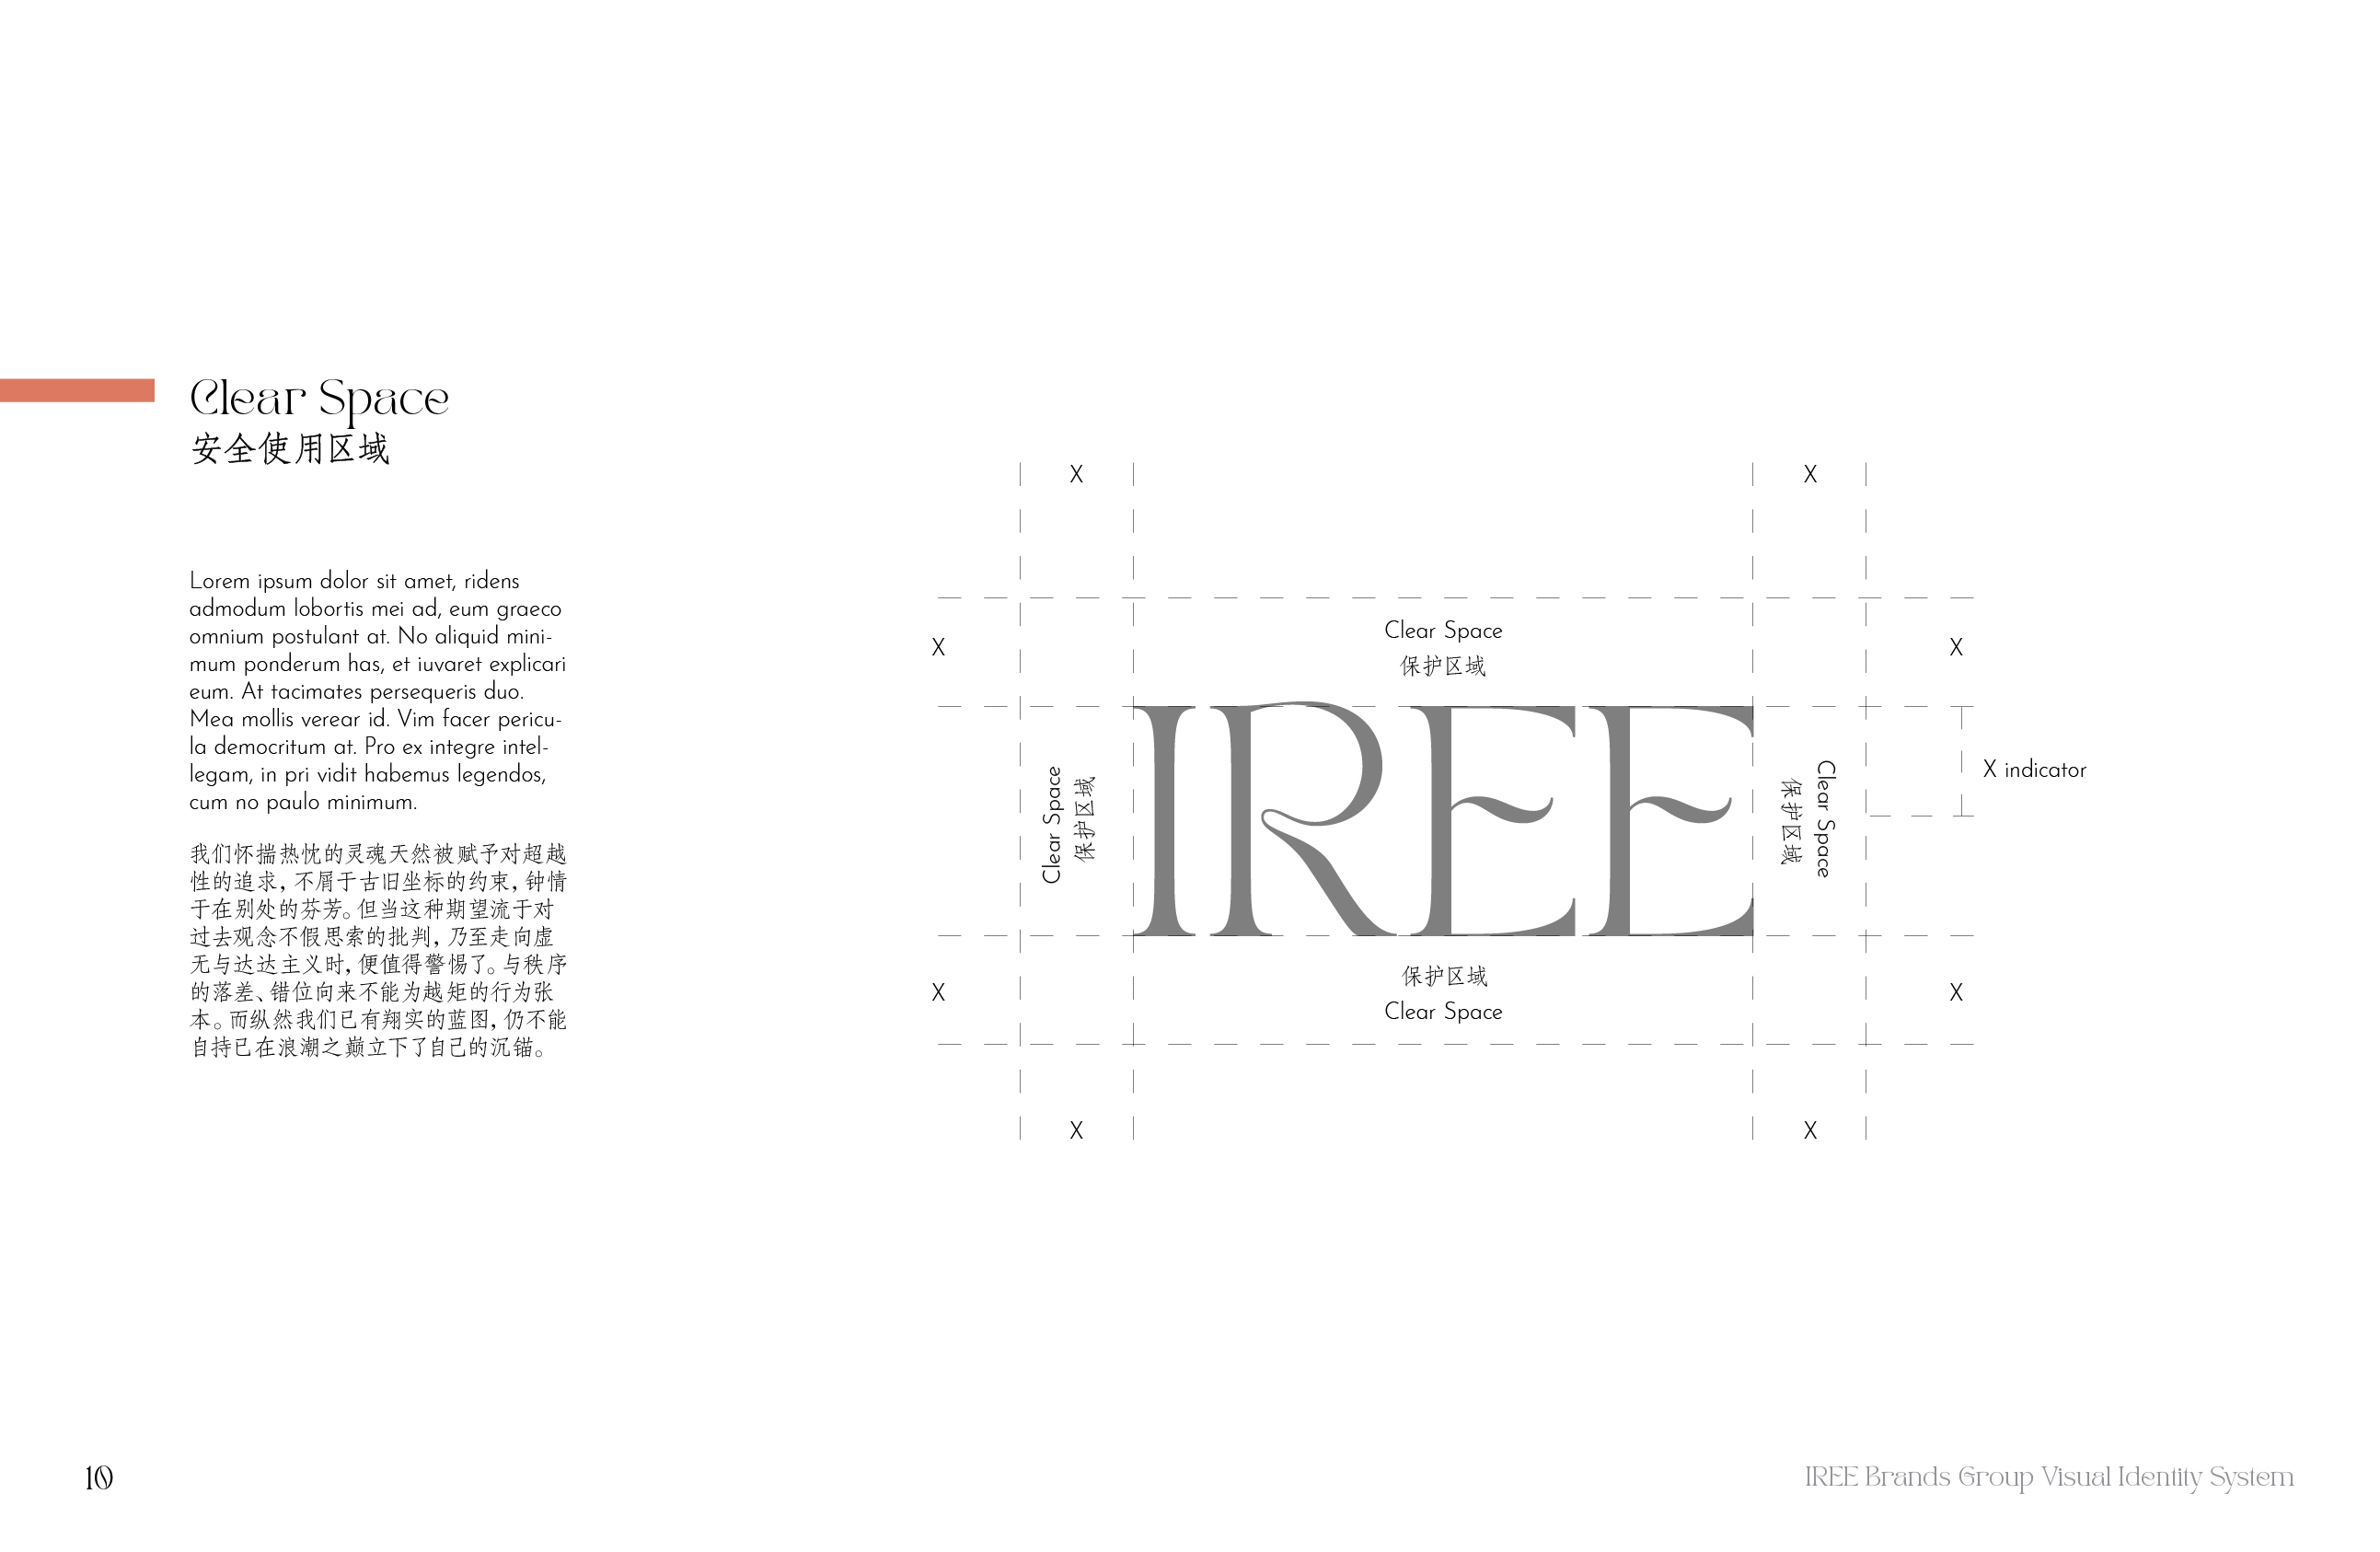 Clear Space
安全使用区域
Lorem ipsum dolor sit amet, ridens
admodum lobortis mei ad, eum graeco
omnium postulant at. No aliquid mini-
mum ponderum has, et iuvaret explicari
eum. At tacimates persequeris duo.
Mea mollis verear id. Vim facer pericu-
la democritum at. Pro ex integre intel-
legam, in pri vidit habemus legendos,
cum no paulo minimum.
我们怀揣热忱的灵魂天然被赋予对超越
性的追求，不屑于古旧坐标的约束，钟情
于在别处的芬芳。但当这种期望流于对
过去观念不假思索的批判，乃至走向虚
无与达达主义时，便值得警惕了。与秩序
的落差、错位向来不能为越矩的行为张
本。而纵然我们已有翔实的蓝图，仍不能
自持已在浪潮之巅立下了自己的沉锚。
X
X
X
Clear Space
保护区域
X
Clear Space
保护区域
IREE
Clear Space
保护区域
X indicator
X
保护区域
Clear Space
X
X
X
10
IREE Brands Group Visual Identity System